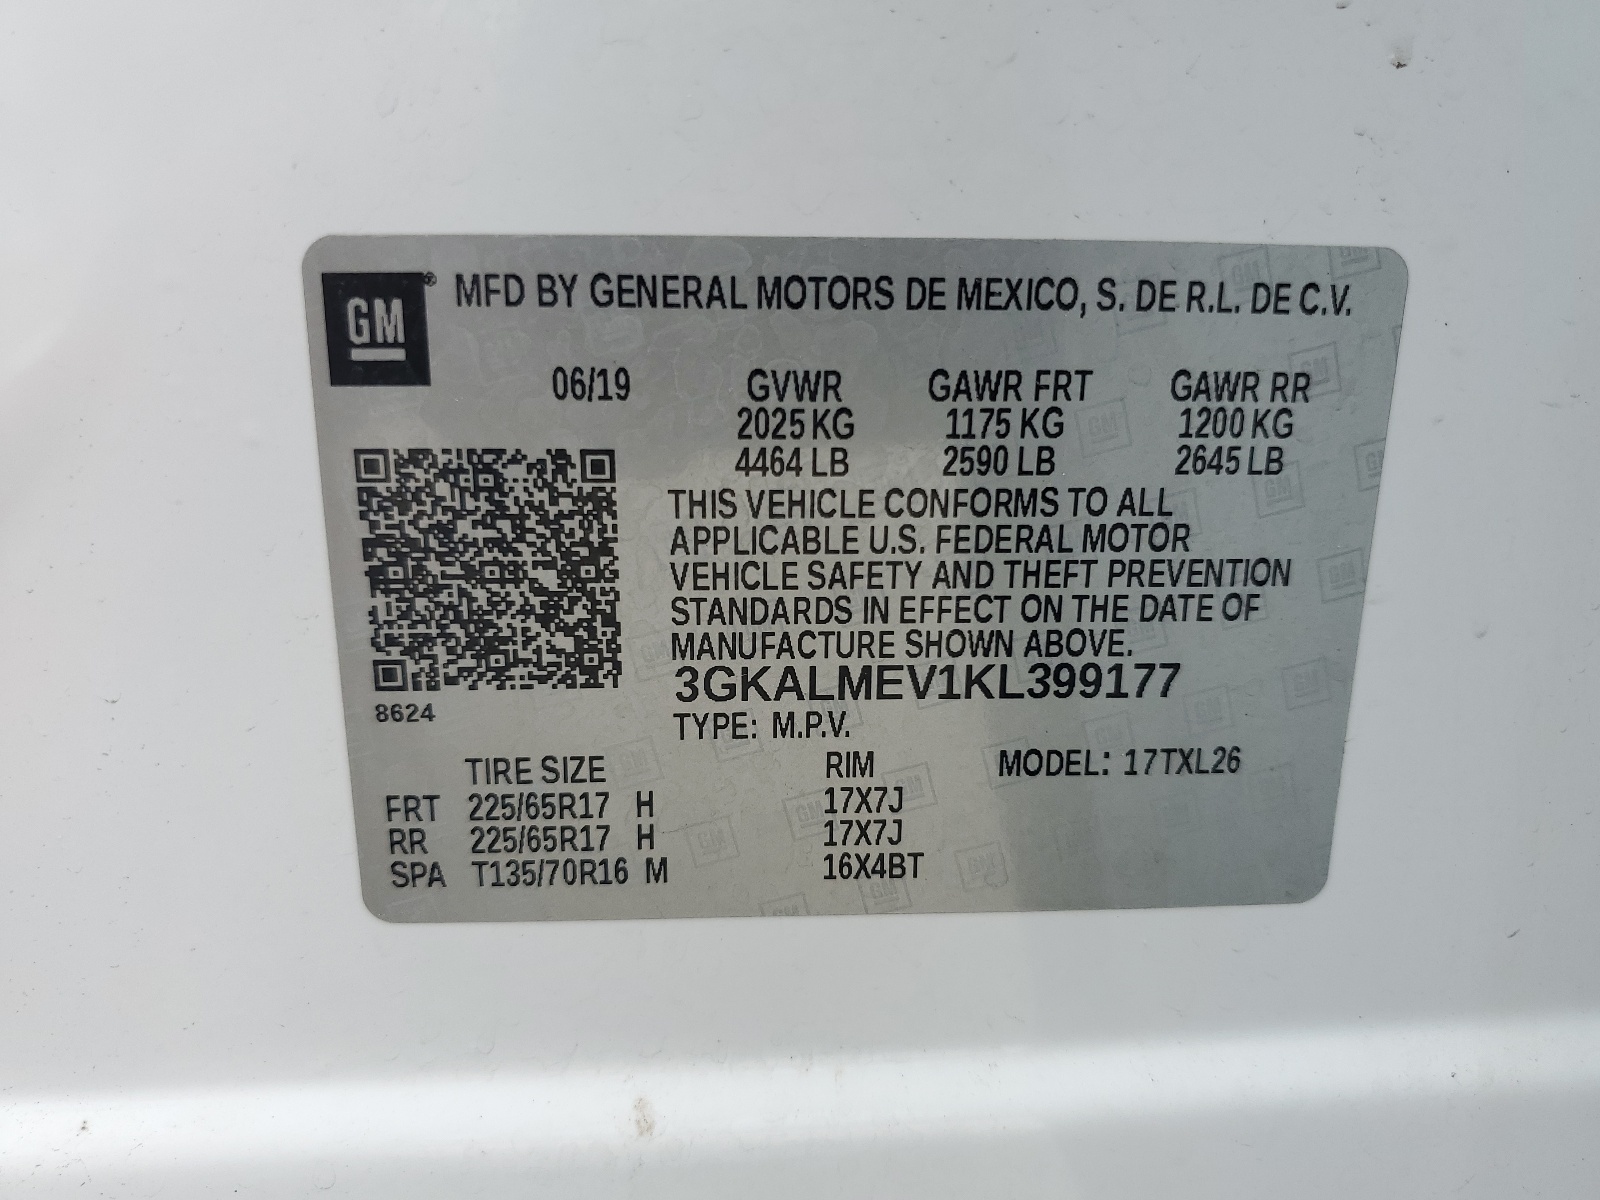 GM® MFD BY GENERAL MOTORS DE MEXICO, S. DE R.L. DE C.V.
06/19 GVWR GAWR FRT GAWR RR
2025 KG 1175 KG 1200 KG
4464 LB 2590 LB 2645 LB
THIS VEHICLE CONFORMS TO ALL
APPLICABLE U.S. FEDERAL MOTOR
VEHICLE SAFETY AND THEFT PREVENTION
STANDARDS IN EFFECT ON THE DATE OF
MANUFACTURE SHOWN ABOVE.
3GKALMEV1KL399177
8624
TYPE: M.P.V.
TIRE SIZE RIM MODEL: 17TXL26
FRT 225/65R17 H 17X7J
RR 225/65R17 H 17X7J
SPA T135/70R16 M 16X4BT